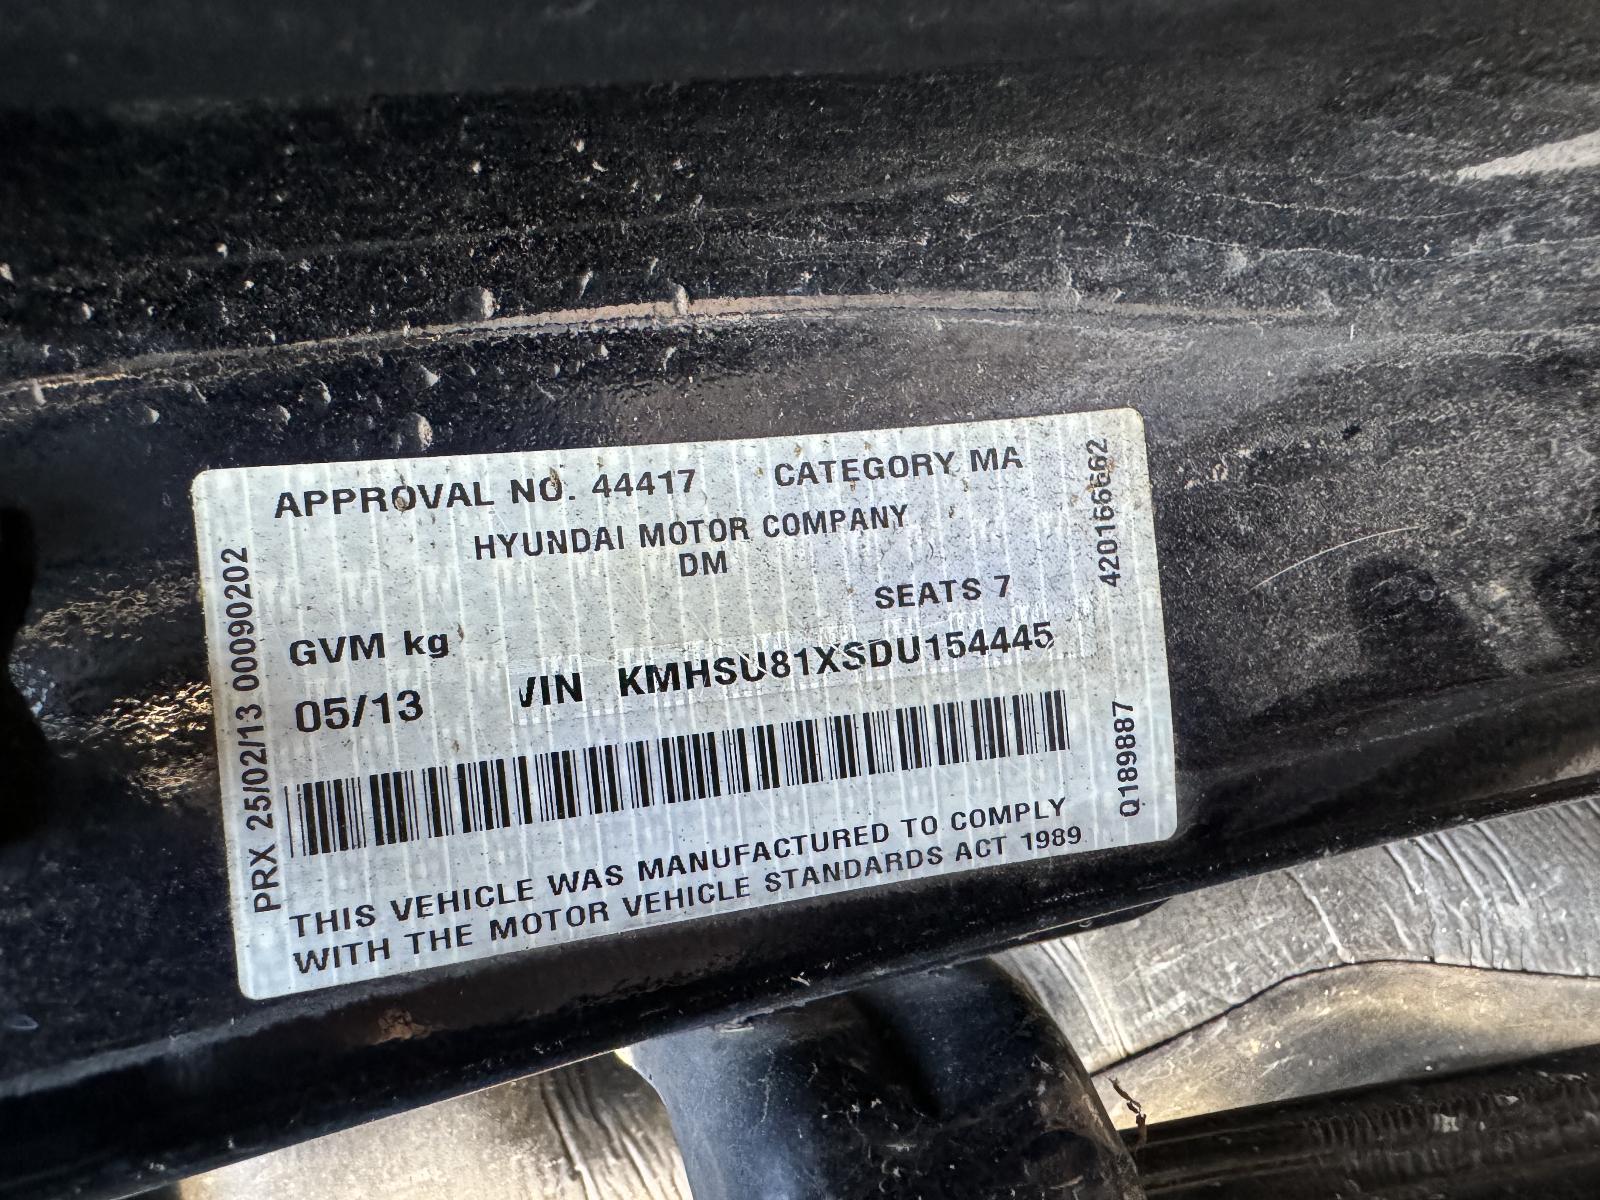 APPROVAL NO. 44417 CATEGORY MA
HYUNDAI MOTOR COMPANY
DM
SEATS 7
GVM kg
05/13 VIN KMHSU81XSDU154445
THIS VEHICLE WAS MANUFACTURED TO COMPLY
WITH THE MOTOR VEHICLE STANDARDS ACT 1989
PRX 25/02/13 00090202
420166662
Q189887